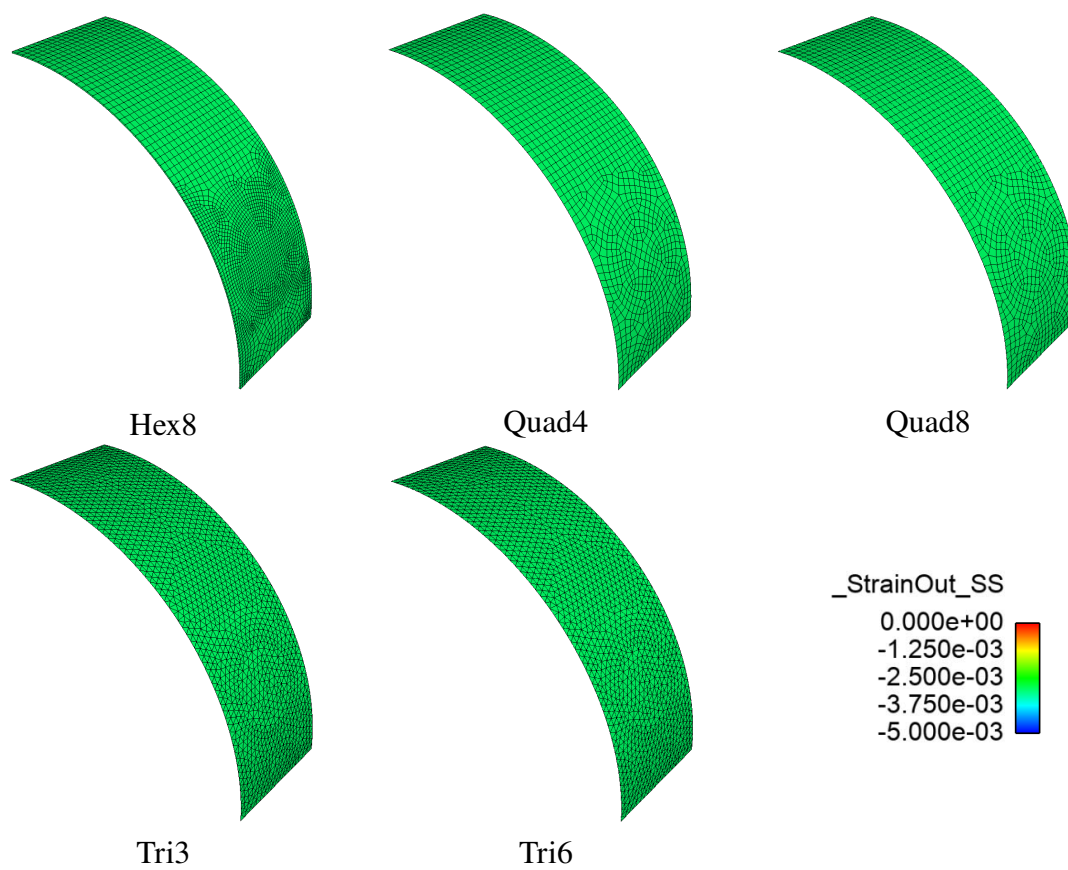 Hex8
Quad4
Quad8
Tri3
Tri6
_StrainOut_SS
0.000e+00
-1.250e-03
-2.500e-03
-3.750e-03
-5.000e-03